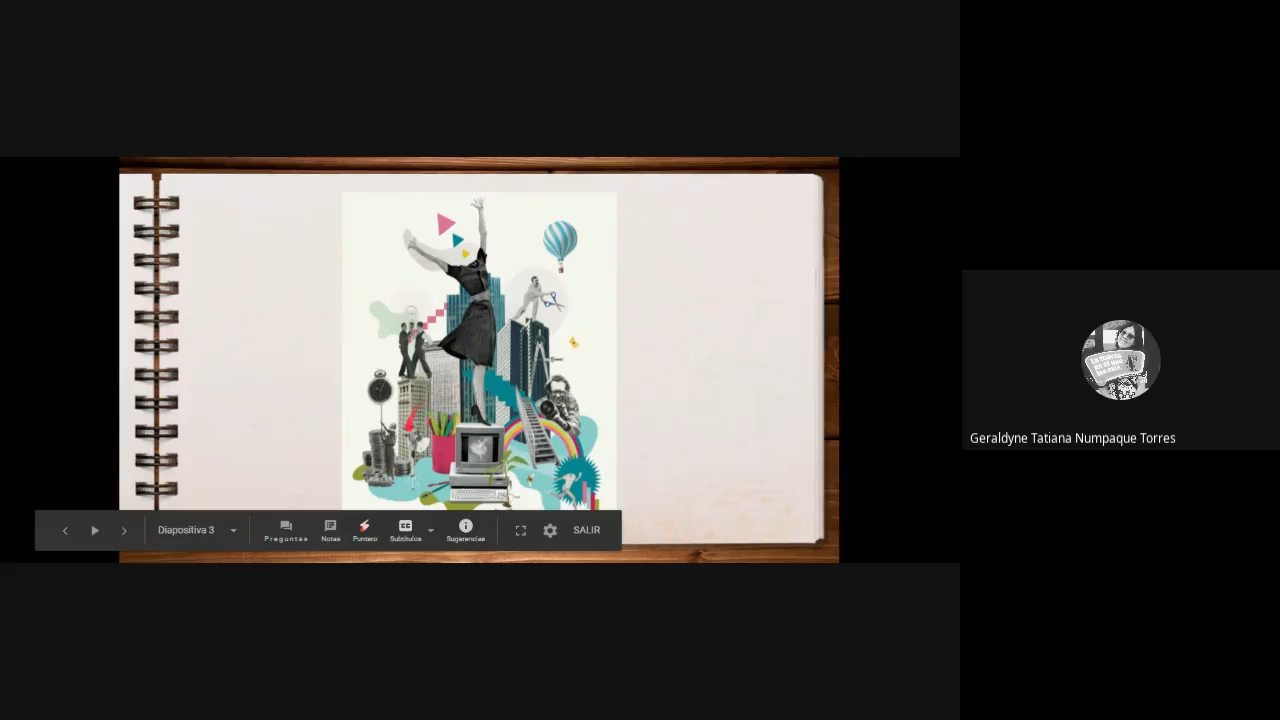 Geraldyne Tatiana Numpaque Torres
Diapositiva 3
Preguntas
Notas
Puntero
Subtítulos
Sugerencias
SALIR